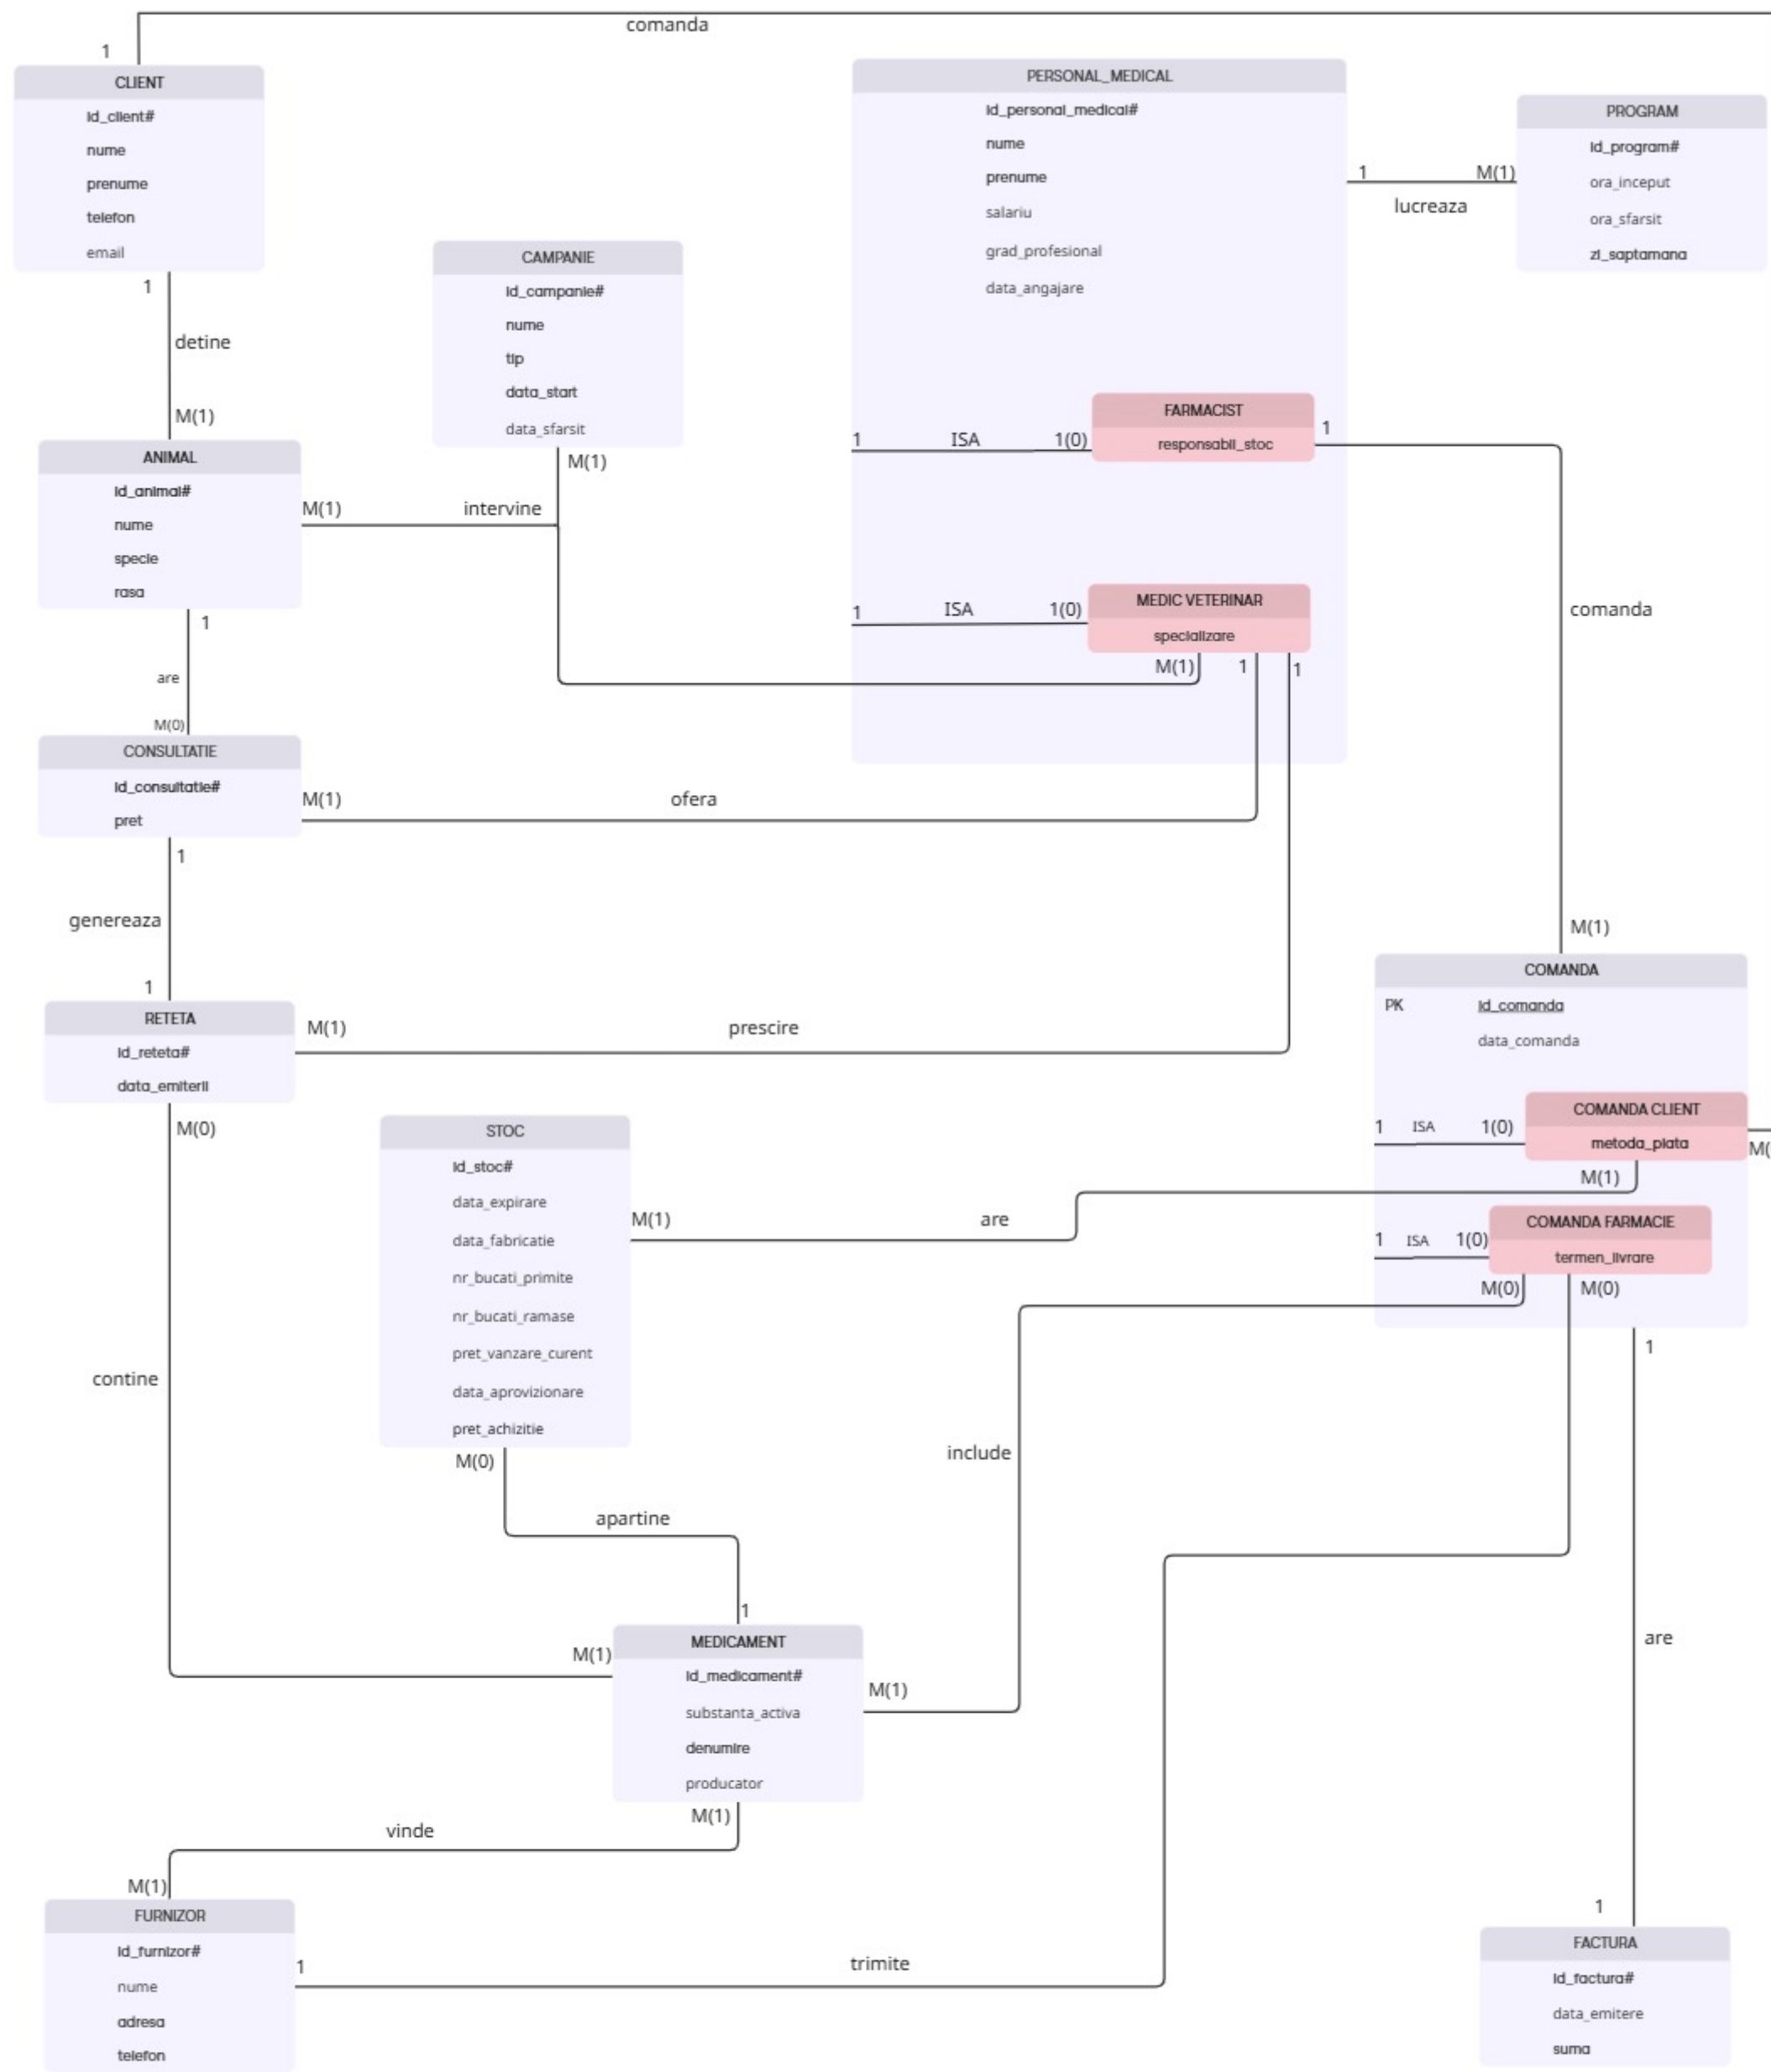 comanda
1
CLIENT
id_client#
nume
prenume
telefon
email
1
detine
M(1)
PERSONAL_MEDICAL
id_personal_medical#
nume
prenume
salariu
grad_profesional
data_angajare
1
M(1)
lucreaza
PROGRAM
id_program#
ora_inceput
ora_sfarsit
zi_saptamana
CAMPANIE
id_campanie#
nume
tip
data_start
data_sfarsit
M(1)
1
ISA
1(0)
FARMACIST
responsabil_stoc
1
ANIMAL
id_animal#
nume
specie
rasa
M(1)
intervine
1
are
M(0)
1
ISA
1(0)
MEDIC VETERINAR
specializare
M(1)
1
1
comanda
M(1)
CONSULTATIE
id_consultatie#
pret
M(1)
ofera
1
genereaza
1
RETETA
id_reteta#
data_emiterii
M(1)
prescire
M(0)
COMANDA
PK
id_comanda
data_comanda
1
ISA
1(0)
COMANDA CLIENT
metoda_plata
M(
M(1)
1
ISA
1(0)
COMANDA FARMACIE
termen_livrare
M(0)
M(0)
1
STOC
id_stoc#
data_expirare
data_fabricatie
nr_bucati_primite
nr_bucati_ramase
pret_vanzare_curent
data_aprovizionare
pret_achizitie
M(1)
are
M(0)
contine
include
apartine
1
M(1)
MEDICAMENT
id_medicament#
substanta_activa
denumire
producator
M(1)
M(1)
are
vinde
M(1)
FURNIZOR
id_furnizor#
nume
adresa
telefon
1
trimite
1
FACTURA
id_factura#
data_emitere
suma